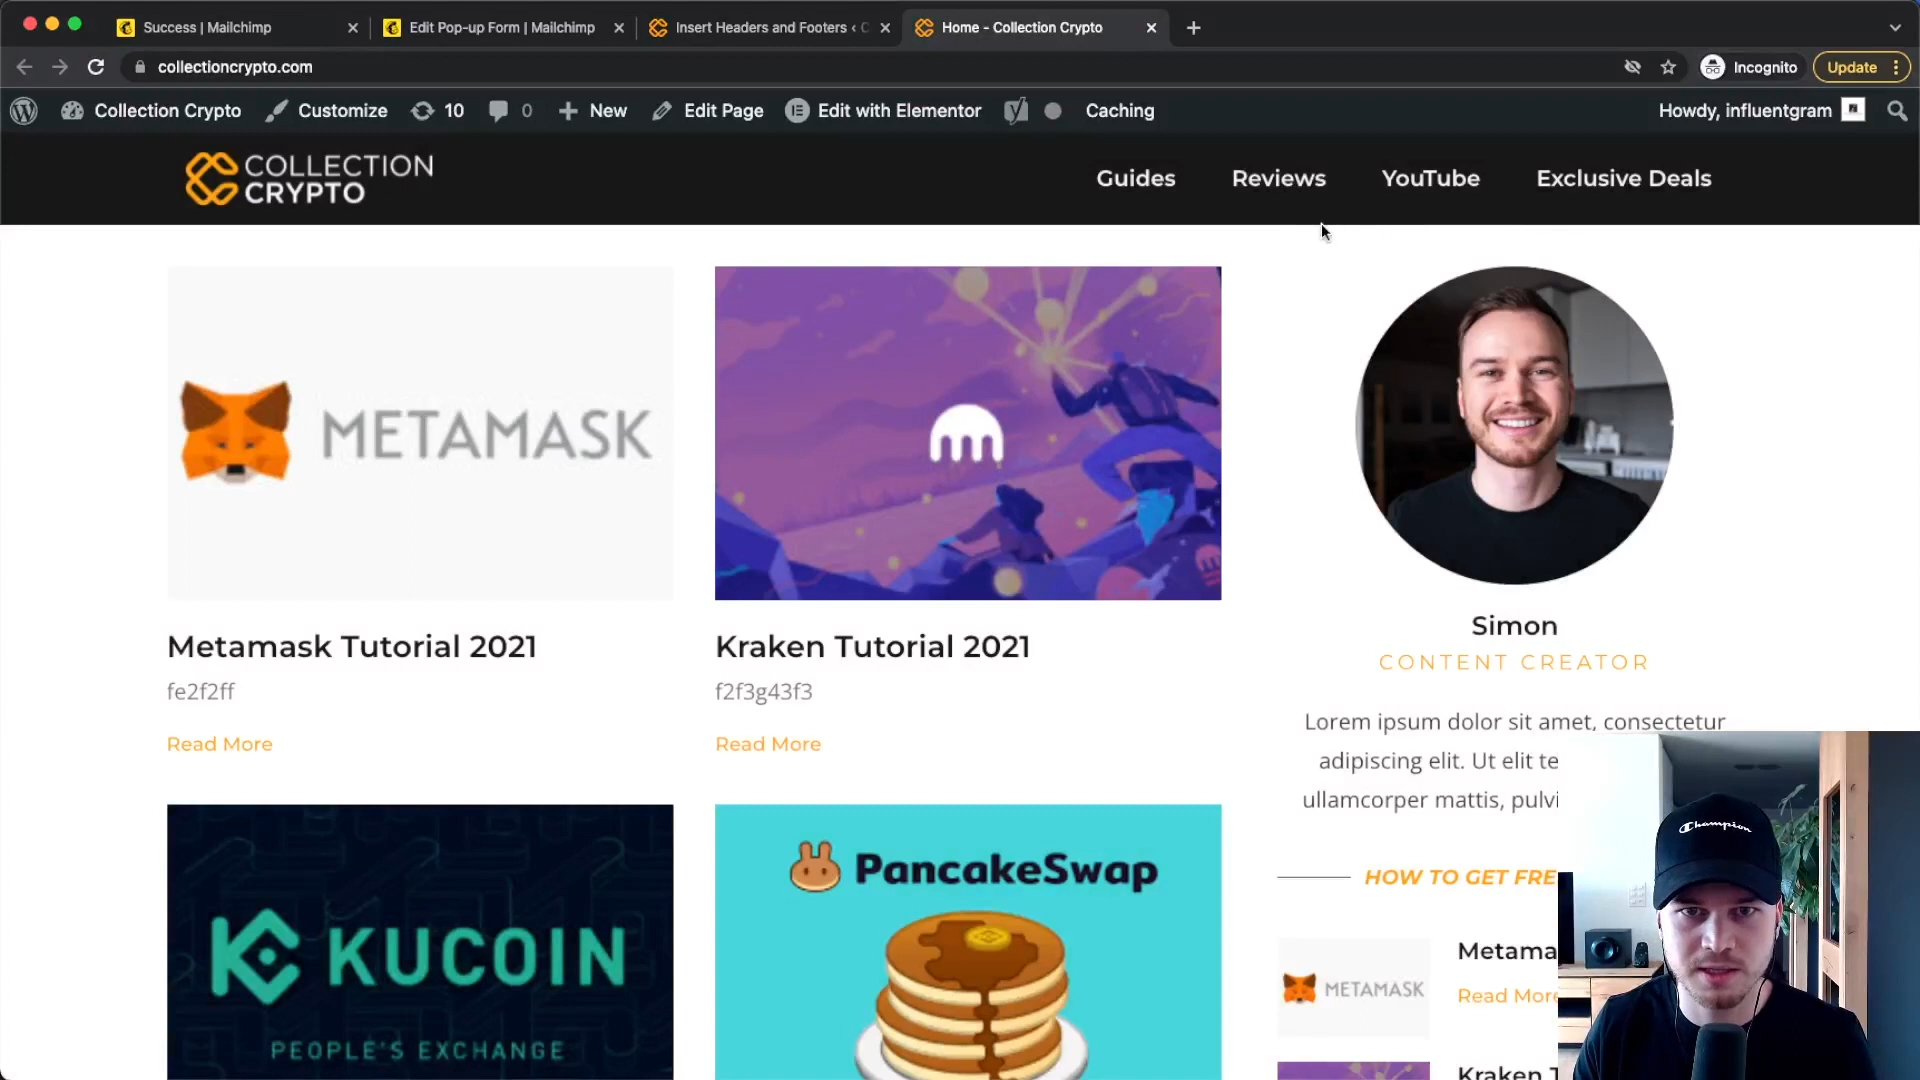 Success | Mailchimp
Edit Pop-up Form | Mailchimp
Insert Headers and Footers ‹ C
Home - Collection Crypto
collectioncrypto.com
Incognito
Update
Collection Crypto
Customize
10
0
New
Edit Page
Edit with Elementor
Caching
Howdy, influentgram
COLLECTION
CRYPTO
Guides
Reviews
YouTube
Exclusive Deals
METAMASK
Metamask Tutorial 2021
fe2f2ff
Read More
Kraken Tutorial 2021
f2f3g43f3
Read More
Simon
CONTENT CREATOR
Lorem ipsum dolor sit amet, consectetur
adipiscing elit. Ut elit te
ullamcorper mattis, pulvi
KUCOIN
PEOPLE'S EXCHANGE
PancakeSwap
HOW TO GET FRE
METAMASK
Metama
Read More
Kraken T
Champion